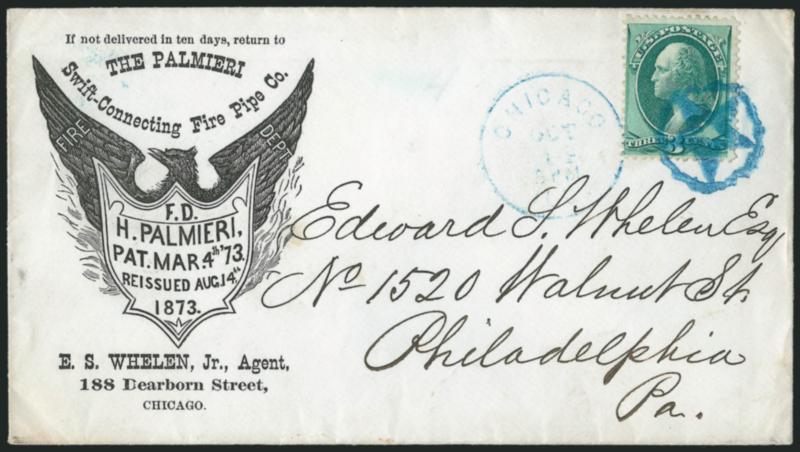 If not delivered in ten days, return to
THE PALMIERI
Swift-Connecting Fire Pipe Co.
FIRE DEPT
F.D.
H. PALMIERI,
PAT. MAR. 4th '73.
REISSUED AUG. 14th
1873.
E. S. WHELEN, Jr., Agent,
188 Dearborn Street,
CHICAGO.
CHICAGO
OCT
U.S. POSTAGE
THREE 3 CENTS
Edward S. Whelen Esq
No 1520 Walnut St.
Philadelphia
Pa.